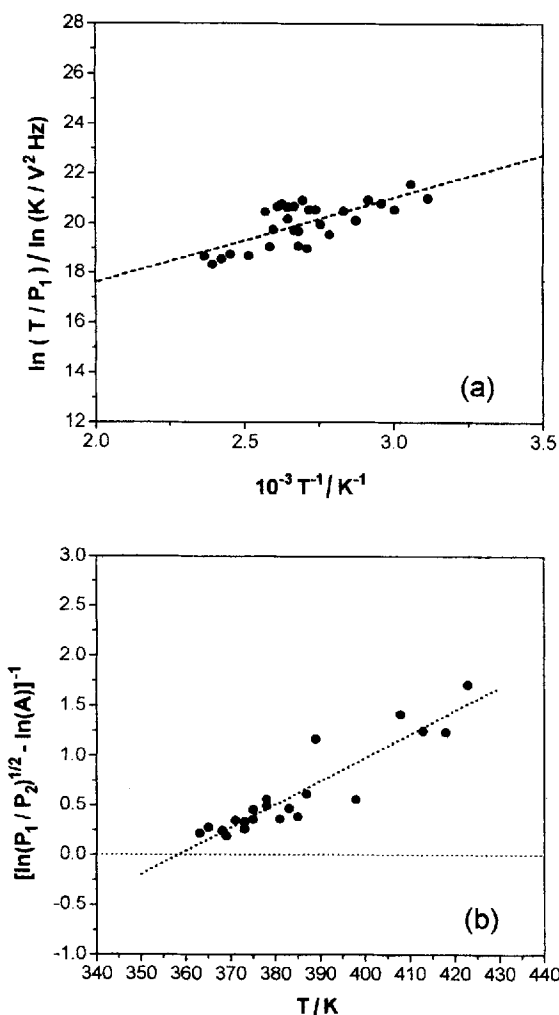 ln ( T / P₁ ) / ln ( K / V² Hz )
28
26
24
22
20
18
16
14
12
(a)
2.0 2.5 3.0 3.5
10⁻³ T⁻¹ / K⁻¹
[ln(P₁ / P₂)¹ᐟ² - ln(A)]⁻¹
3.0
2.5
2.0
1.5
1.0
0.5
0.0
-0.5
-1.0
(b)
340 350 360 370 380 390 400 410 420 430 440
T / K